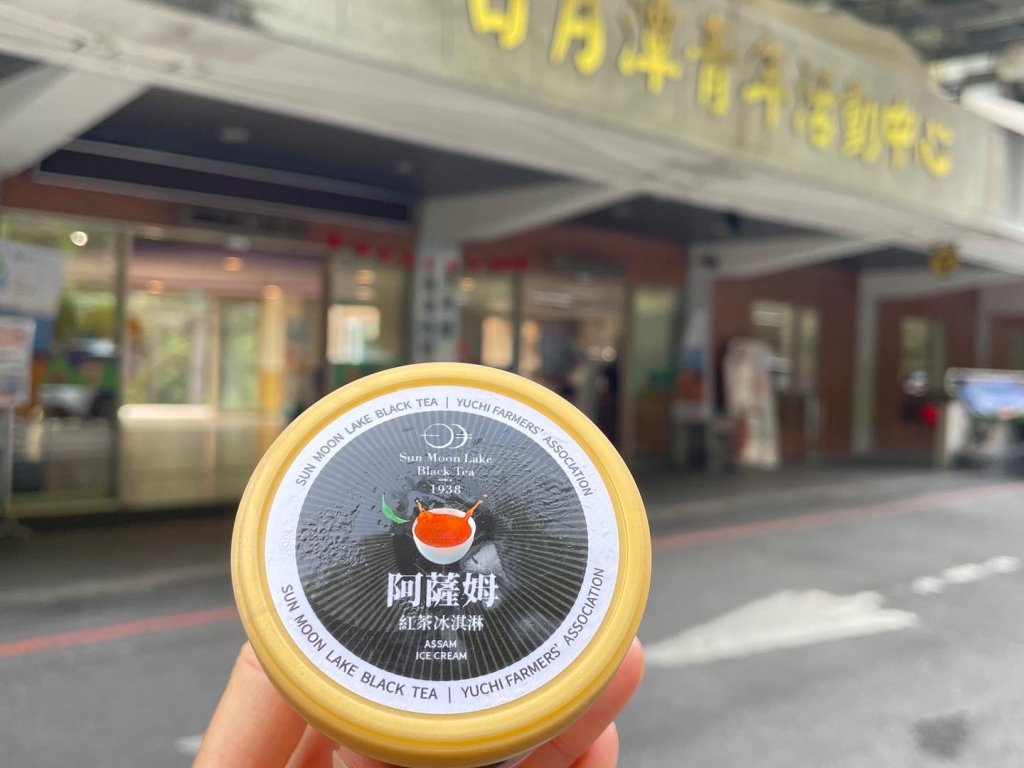 日月潭青年活動中心
SUN MOON LAKE BLACK TEA | YUCHI FARMERS' ASSOCIATION
Sun Moon Lake
Black Tea
SINCE
1938
阿薩姆
紅茶冰淇淋
ASSAM
ICE CREAM
SUN MOON LAKE BLACK TEA | YUCHI FARMERS' ASSOCIATION